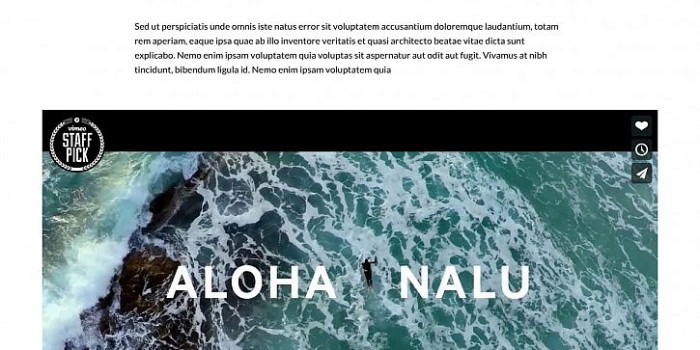 Sed ut perspiciatis unde omnis iste natus error sit voluptatem accusantium doloremque laudantium, totam
rem aperiam, eaque ipsa quae ab illo inventore veritatis et quasi architecto beatae vitae dicta sunt
explicabo. Nemo enim ipsam voluptatem quia voluptas sit aspernatur aut odit aut fugit. Vivamus at nibh
tincidunt, bibendum ligula id. Nemo enim ipsam voluptatem quia
vimeo
STAFF
PICK
ALOHA NALU